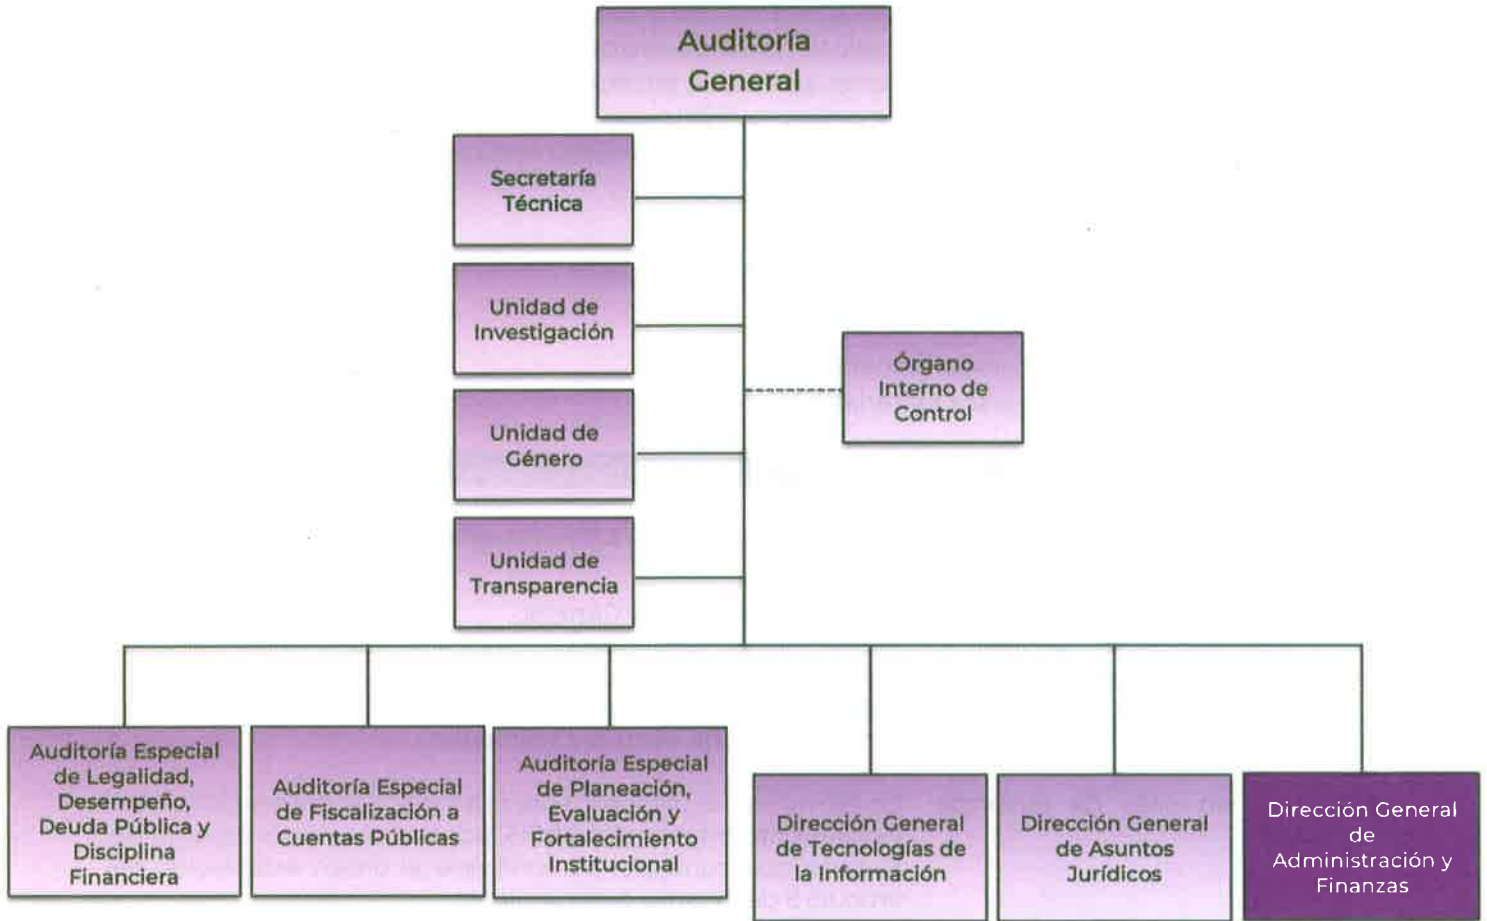 Auditoría
General
Secretaría
Técnica
Unidad de
Investigación
Órgano
Interno de
Control
Unidad de
Género
Unidad de
Transparencia
Auditoría Especial
de Legalidad,
Desempeño,
Deuda Pública y
Disciplina
Financiera
Auditoría Especial
de Fiscalización a
Cuentas Públicas
Auditoría Especial
de Planeación,
Evaluación y
Fortalecimiento
Institucional
Dirección General
de Tecnologías de
la Información
Dirección General
de Asuntos
Jurídicos
Dirección General
de
Administración y
Finanzas